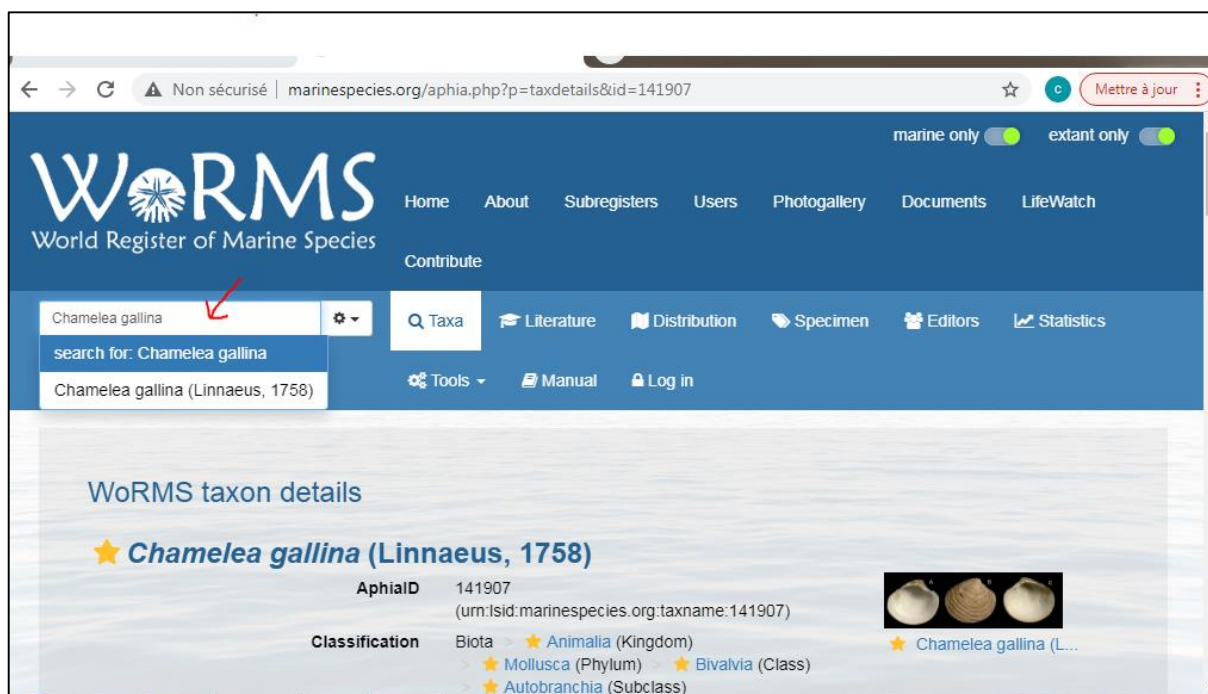 Non sécurisé | marinespecies.org/aphia.php?p=taxdetails&id=141907
C
Mettre à jour
marine only
extant only
WoRMS
World Register of Marine Species
Home About Subregisters Users Photogallery Documents LifeWatch
Contribute
Chamelea gallina
Taxa Literature Distribution Specimen Editors Statistics
search for: Chamelea gallina
Chamelea gallina (Linnaeus, 1758)
Tools Manual Log in
WoRMS taxon details
Chamelea gallina (Linnaeus, 1758)
AphiaID 141907
(urn:lsid:marinespecies.org:taxname:141907)
Classification Biota > Animalia (Kingdom)
> Mollusca (Phylum) > Bivalvia (Class)
> Autobranchia (Subclass)
Chamelea gallina (L...